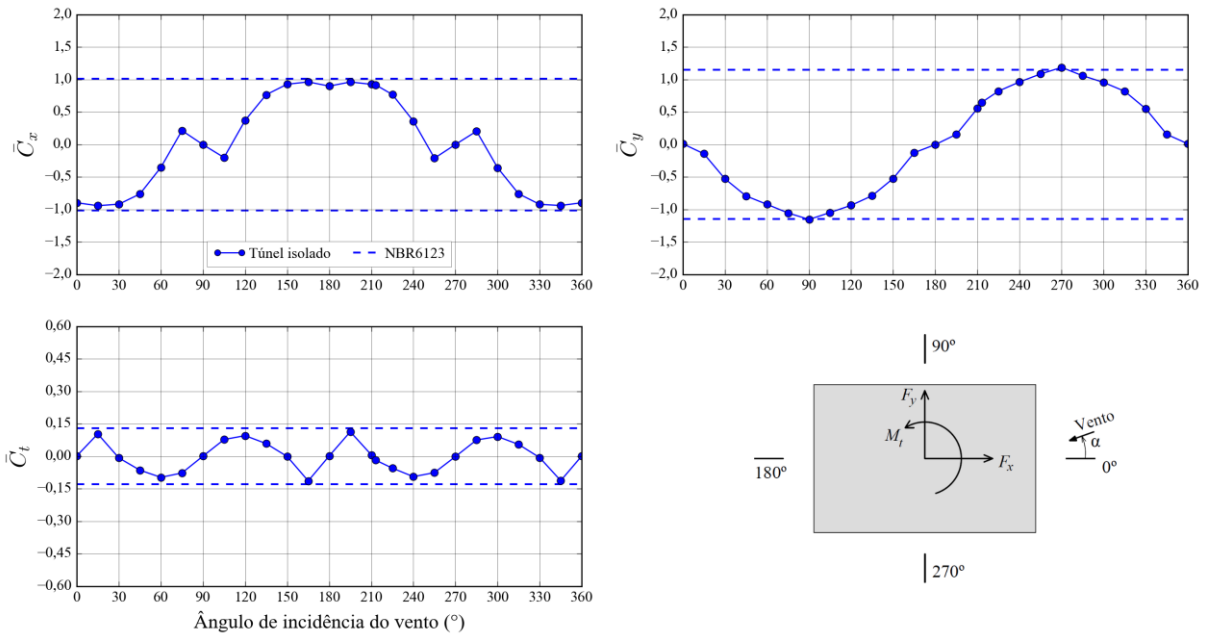 2,0
1,5
1,0
0,5
0,0
−0,5
−1,0
−1,5
−2,0
C̄x
0 30 60 90 120 150 180 210 240 270 300 330 360
Túnel isolado
NBR6123
2,0
1,5
1,0
0,5
0,0
−0,5
−1,0
−1,5
−2,0
C̄y
0 30 60 90 120 150 180 210 240 270 300 330 360
0,60
0,45
0,30
0,15
0,00
−0,15
−0,30
−0,45
−0,60
C̄t
0 30 60 90 120 150 180 210 240 270 300 330 360
Ângulo de incidência do vento (°)
90º
Fy
Mt
Fx
Vento
α
0º
180º
270º